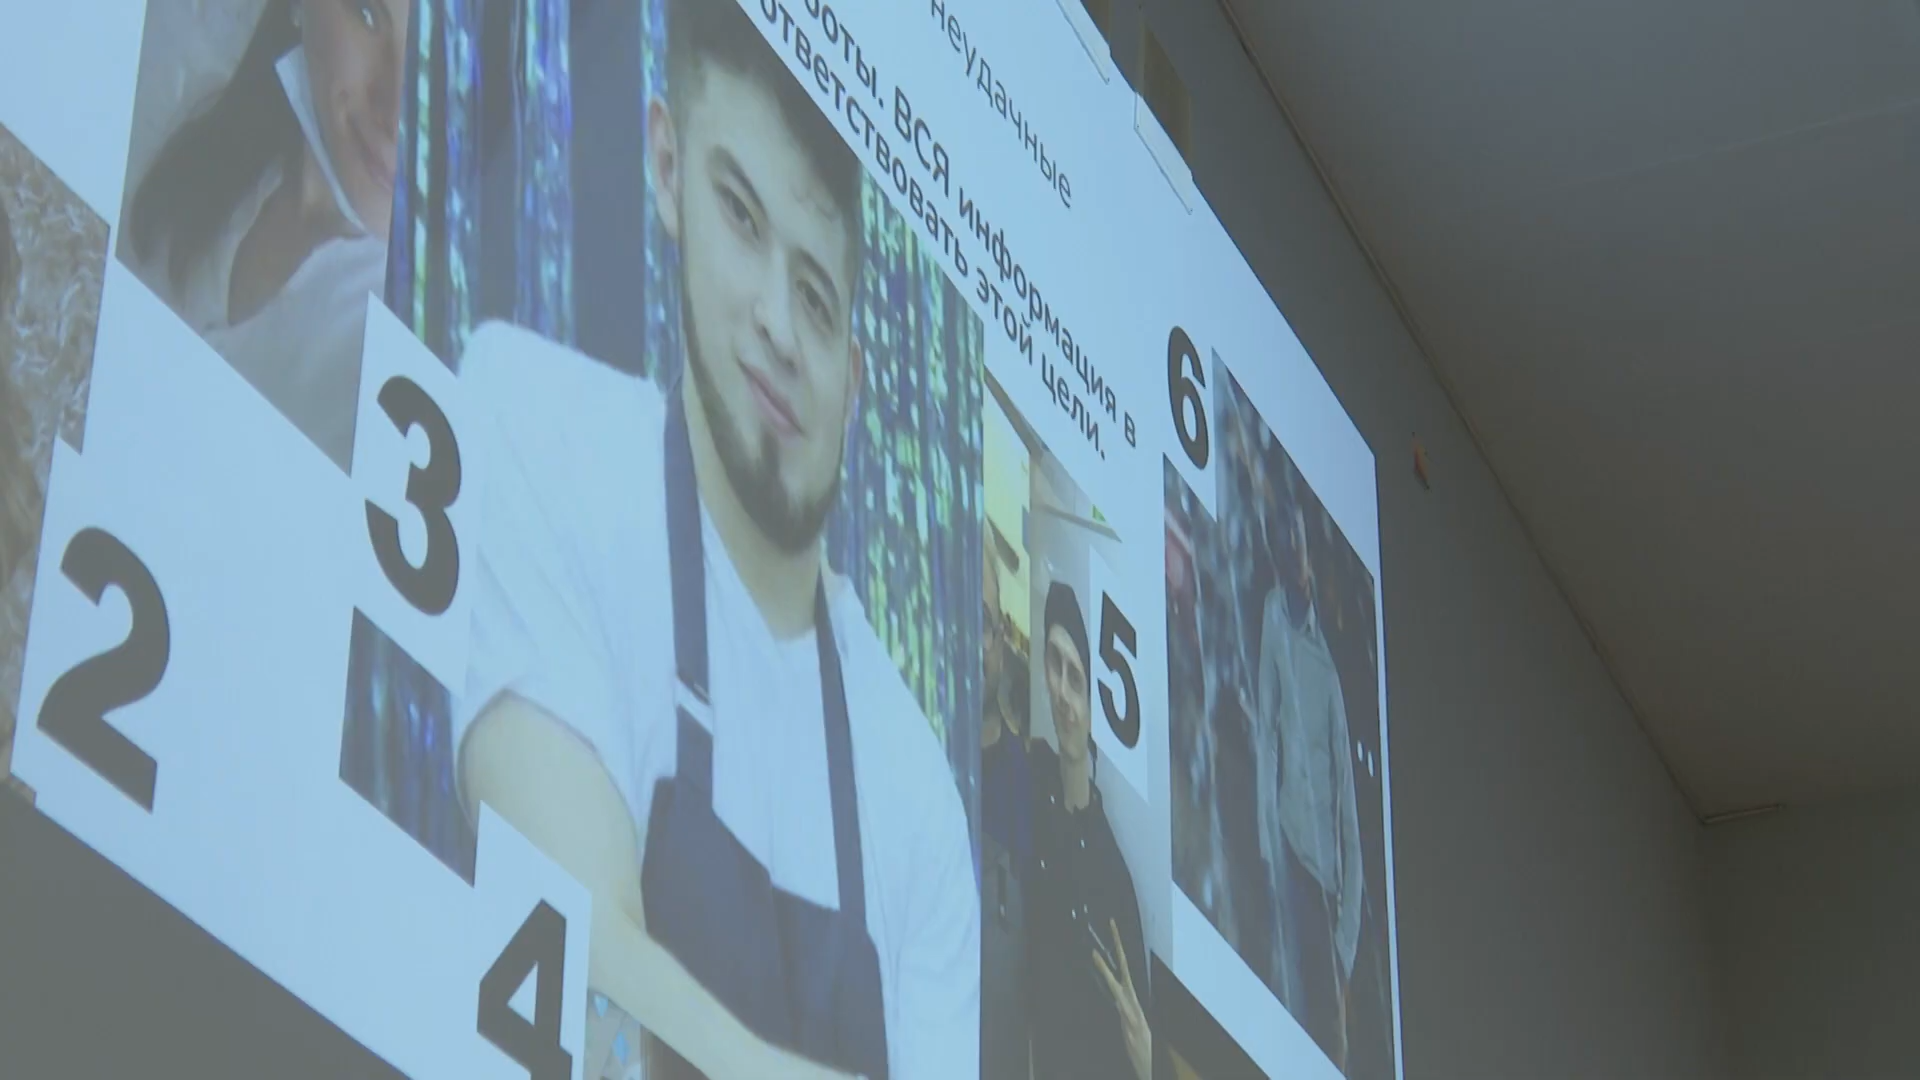 неудачные
боты. ВСЯ информация в
ответствовать этой цели.
6
3
5
2
4